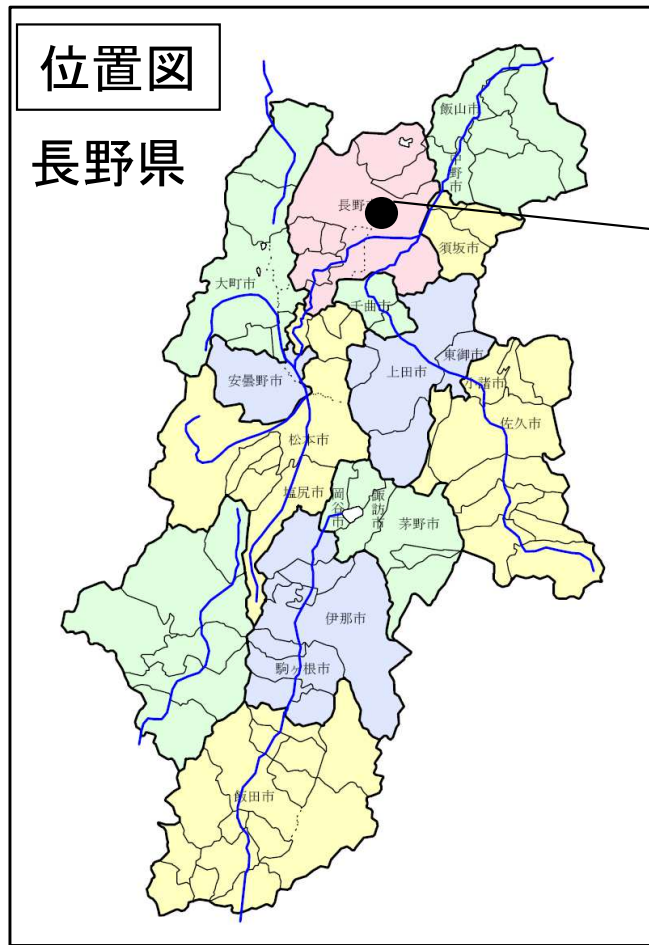 位置図
長野県
飯山市
中野市
長野市
須坂市
大町市
千曲市
東御市
上田市
小諸市
安曇野市
佐久市
松本市
塩尻市
岡谷市
諏訪市
茅野市
伊那市
駒ヶ根市
飯田市